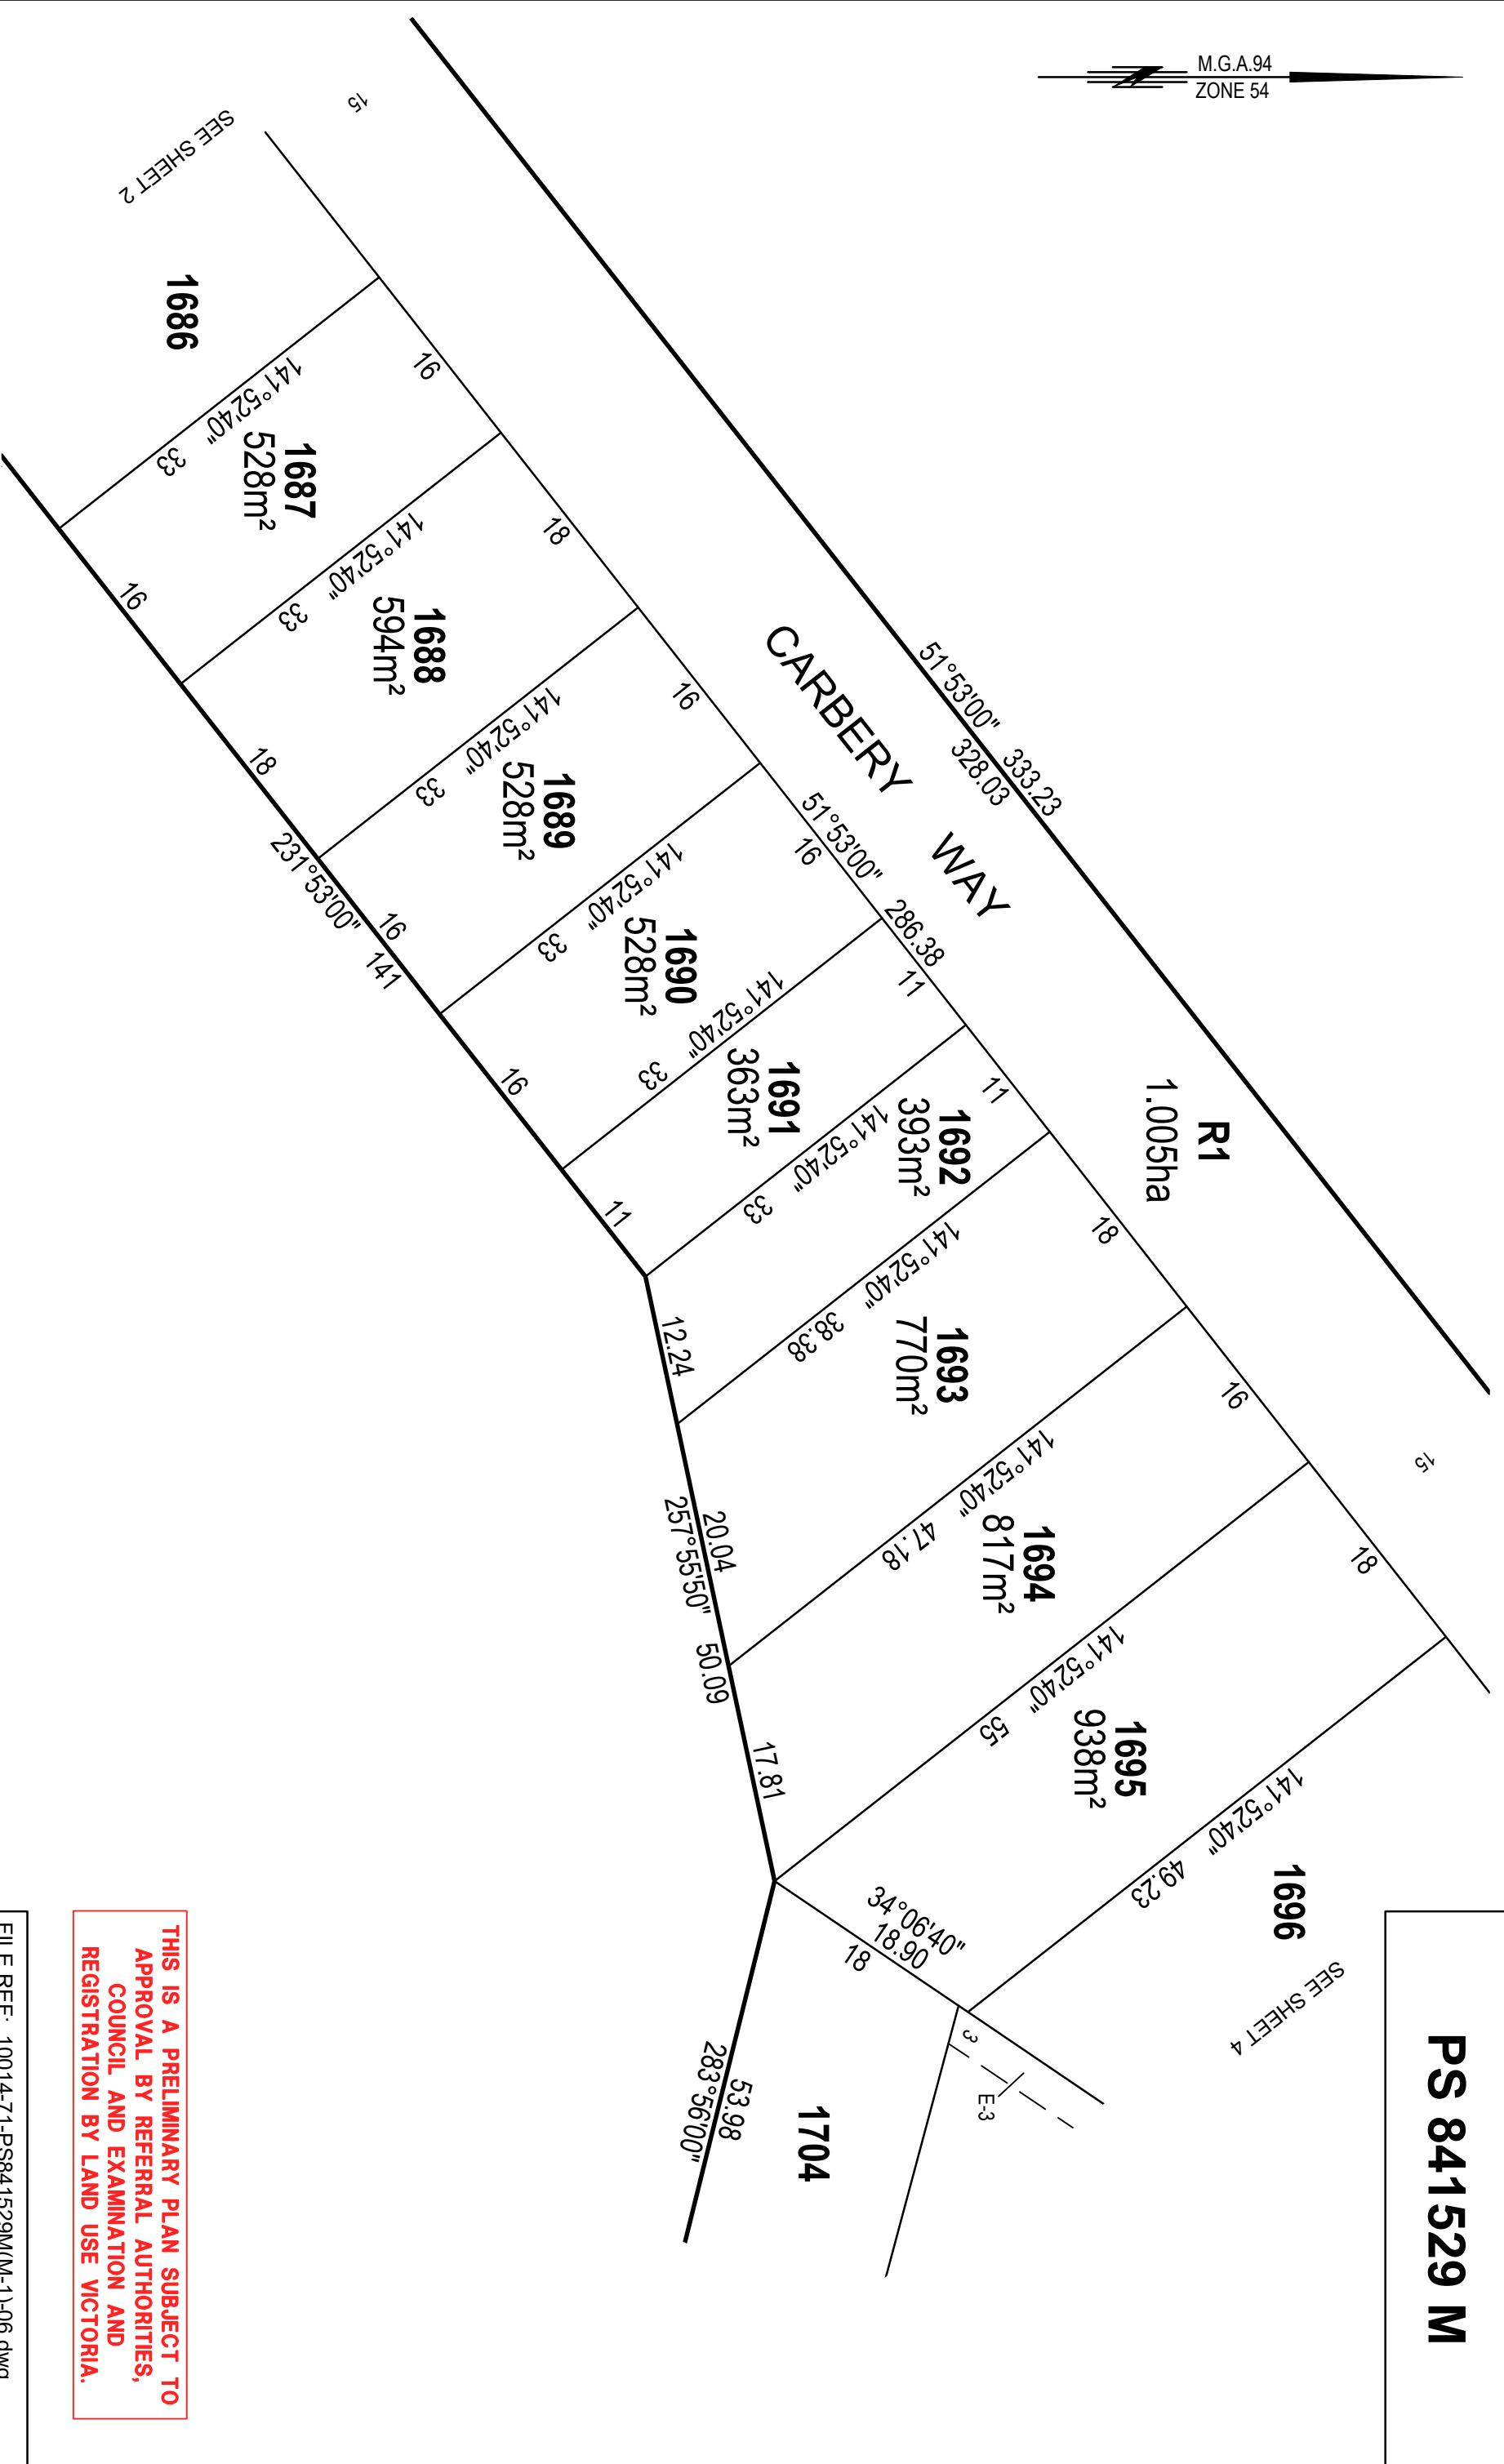 PS 841529 M
M.G.A.94
ZONE 54
SEE SHEET 2
15
1686
141°52'40"
33
16
1687
528m²
16
141°52'40"
33
18
1688
594m²
18
141°52'40"
33
16
1689
528m²
16
231°53'00"
141
141°52'40"
33
16
1690
528m²
16
CARBERY WAY
51°53'00"
333.23
328.03
51°53'00"
286.38
R1
1.005ha
141°52'40"
33
11
1691
363m²
11
141°52'40"
33
11
1692
393m²
12.24
141°52'40"
38.38
18
1693
770m²
20.04
257°55'50"
50.09
141°52'40"
47.18
16
1694
817m²
17.81
15
141°52'40"
55
18
1695
938m²
34°06'40"
18.90
18
141°52'40"
49.23
1696
SEE SHEET 4
3
E-3
1704
53.98
283°56'00"
THIS IS A PRELIMINARY PLAN SUBJECT TO
APPROVAL BY REFERRAL AUTHORITIES,
COUNCIL AND EXAMINATION AND
REGISTRATION BY LAND USE VICTORIA.
FILE REF: 10014-71-PS841529M(M-1)-06.dwg